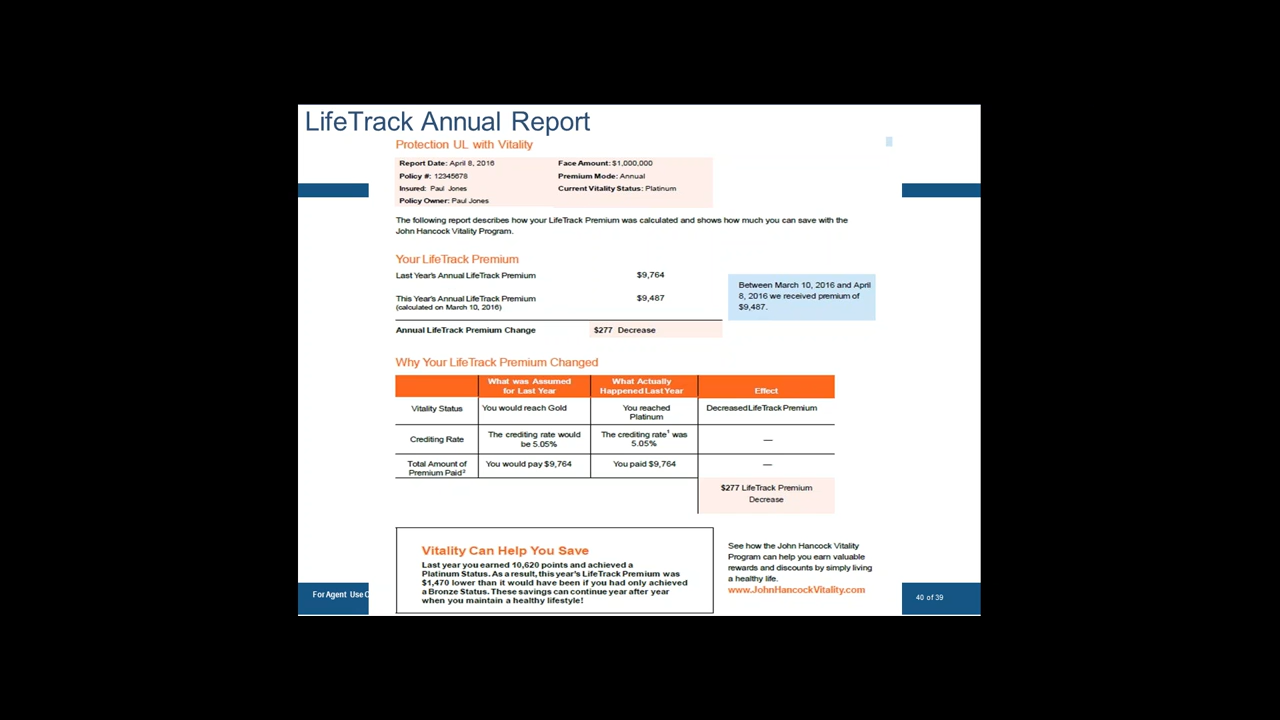 LifeTrack Annual Report
Protection UL with Vitality
Report Date: April 8, 2016
Face Amount: $1,000,000
Policy #: 12345678
Premium Mode: Annual
Insured: Paul Jones
Current Vitality Status: Platinum
Policy Owner: Paul Jones
The following report describes how your LifeTrack Premium was calculated and shows how much you can save with the
John Hancock Vitality Program.
Your LifeTrack Premium
Last Year's Annual LifeTrack Premium
$9,764
This Year's Annual LifeTrack Premium
$9,487
(calculated on March 10, 2016)
Annual LifeTrack Premium Change
$277 Decrease
Between March 10, 2016 and April
8, 2016 we received premium of
$9,487.
Why Your LifeTrack Premium Changed
What was Assumed
for Last Year
What Actually
Happened Last Year
Effect
Vitality Status
You would reach Gold
You reached
Platinum
Decreased LifeTrack Premium
Crediting Rate
The crediting rate would
be 5.05%
The crediting rate¹ was
5.05%
—
Total Amount of
Premium Paid²
You would pay $9,764
You paid $9,764
—
$277 LifeTrack Premium
Decrease
Vitality Can Help You Save
Last year you earned 10,620 points and achieved a
Platinum Status. As a result, this year's LifeTrack Premium was
$1,470 lower than it would have been if you had only achieved
a Bronze Status. These savings can continue year after year
when you maintain a healthy lifestyle!
See how the John Hancock Vitality
Program can help you earn valuable
rewards and discounts by simply living
a healthy life.
www.JohnHancockVitality.com
For Agent Use
40 of 39